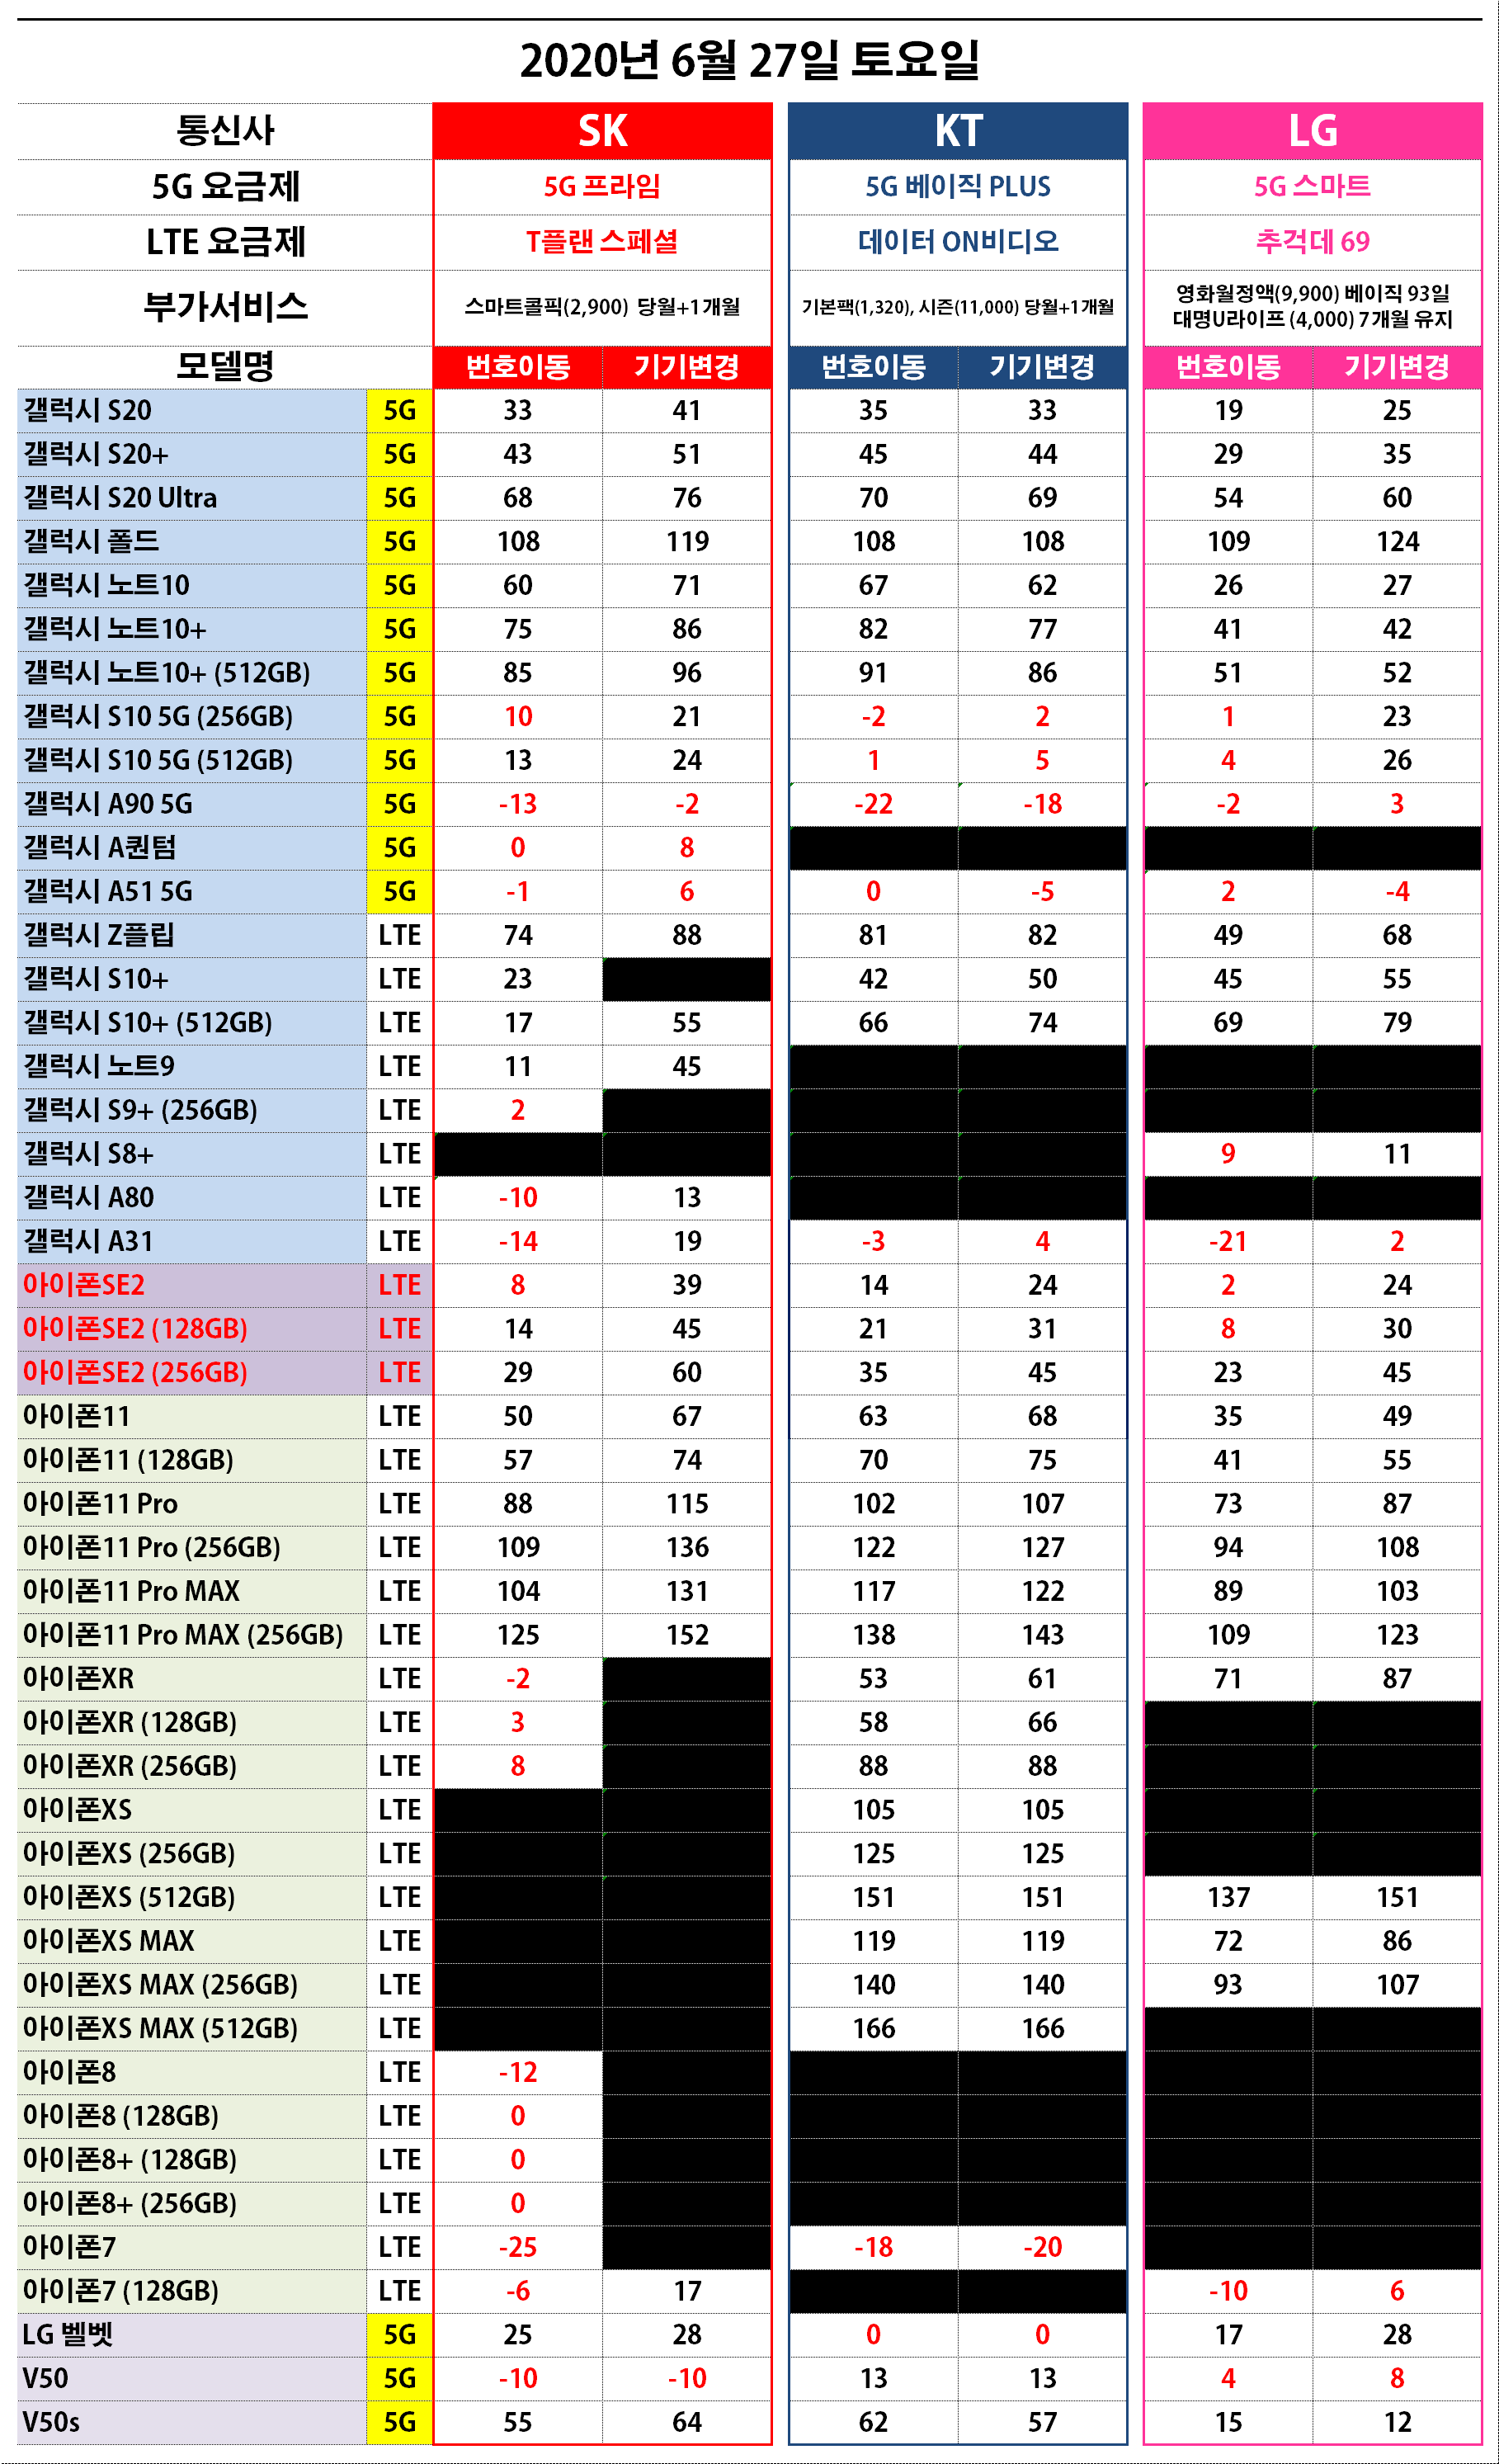 2020년 6월 27일 토요일
통신사 SK KT LG
5G 요금제 5G 프라임 5G 베이직 PLUS 5G 스마트
LTE 요금제 T플랜 스페셜 데이터 ON비디오 추걱데 69
부가서비스 스마트콜픽(2,900) 당월+1개월 기본팩(1,320), 시즌(11,000) 당월+1개월 영화월정액(9,900) 베이직 93일
대명U라이프 (4,000) 7개월 유지
모델명 번호이동 기기변경 번호이동 기기변경 번호이동 기기변경
갤럭시 S20 5G 33 41 35 33 19 25
갤럭시 S20+ 5G 43 51 45 44 29 35
갤럭시 S20 Ultra 5G 68 76 70 69 54 60
갤럭시 폴드 5G 108 119 108 108 109 124
갤럭시 노트10 5G 60 71 67 62 26 27
갤럭시 노트10+ 5G 75 86 82 77 41 42
갤럭시 노트10+ (512GB) 5G 85 96 91 86 51 52
갤럭시 S10 5G (256GB) 5G 10 21 -2 2 1 23
갤럭시 S10 5G (512GB) 5G 13 24 1 5 4 26
갤럭시 A90 5G 5G -13 -2 -22 -18 -2 3
갤럭시 A퀀텀 5G 0 8
갤럭시 A51 5G 5G -1 6 0 -5 2 -4
갤럭시 Z플립 LTE 74 88 81 82 49 68
갤럭시 S10+ LTE 23 42 50 45 55
갤럭시 S10+ (512GB) LTE 17 55 66 74 69 79
갤럭시 노트9 LTE 11 45
갤럭시 S9+ (256GB) LTE 2
갤럭시 S8+ LTE 9 11
갤럭시 A80 LTE -10 13
갤럭시 A31 LTE -14 19 -3 4 -21 2
아이폰SE2 LTE 8 39 14 24 2 24
아이폰SE2 (128GB) LTE 14 45 21 31 8 30
아이폰SE2 (256GB) LTE 29 60 35 45 23 45
아이폰11 LTE 50 67 63 68 35 49
아이폰11 (128GB) LTE 57 74 70 75 41 55
아이폰11 Pro LTE 88 115 102 107 73 87
아이폰11 Pro (256GB) LTE 109 136 122 127 94 108
아이폰11 Pro MAX LTE 104 131 117 122 89 103
아이폰11 Pro MAX (256GB) LTE 125 152 138 143 109 123
아이폰XR LTE -2 53 61 71 87
아이폰XR (128GB) LTE 3 58 66
아이폰XR (256GB) LTE 8 88 88
아이폰XS LTE 105 105
아이폰XS (256GB) LTE 125 125
아이폰XS (512GB) LTE 151 151 137 151
아이폰XS MAX LTE 119 119 72 86
아이폰XS MAX (256GB) LTE 140 140 93 107
아이폰XS MAX (512GB) LTE 166 166
아이폰8 LTE -12
아이폰8 (128GB) LTE 0
아이폰8+ (128GB) LTE 0
아이폰8+ (256GB) LTE 0
아이폰7 LTE -25 -18 -20
아이폰7 (128GB) LTE -6 17 -10 6
LG 벨벳 5G 25 28 0 0 17 28
V50 5G -10 -10 13 13 4 8
V50s 5G 55 64 62 57 15 12